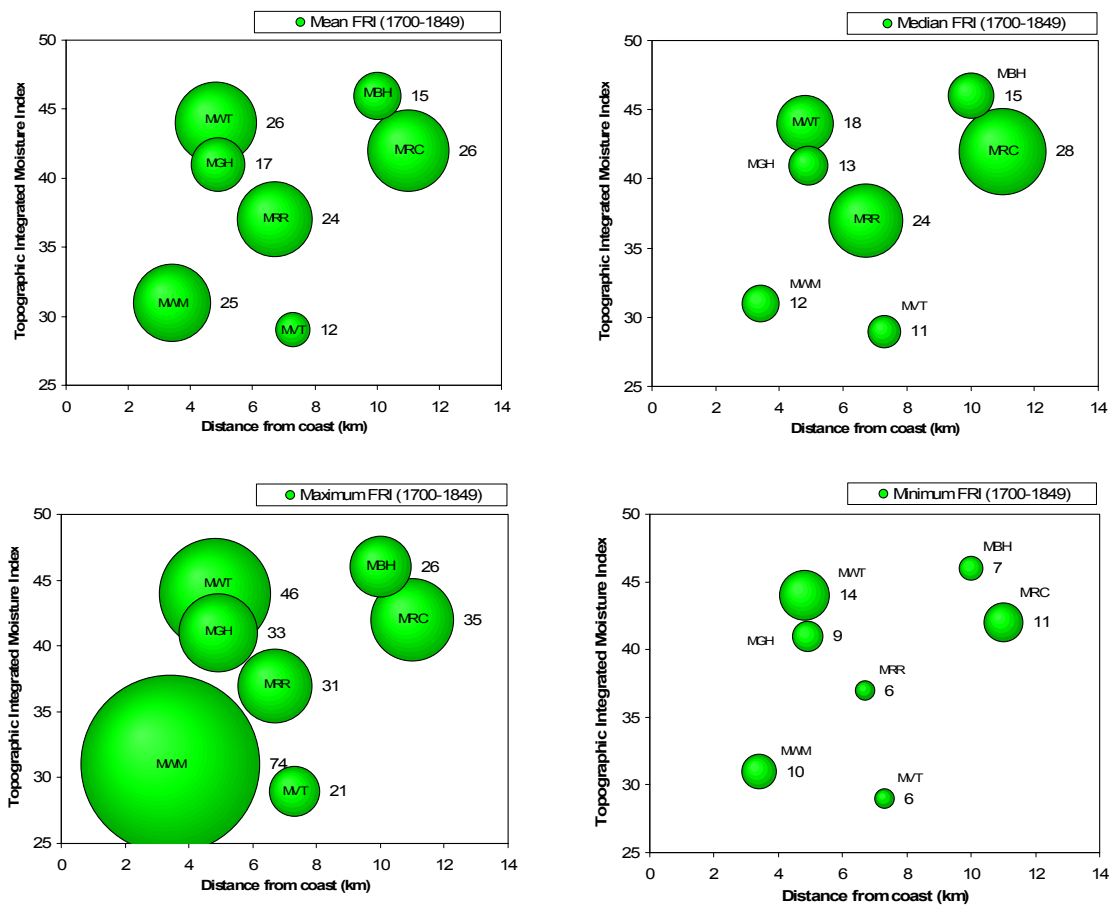 Mean FRI (1700-1849)
Topographic Integrated Moisture Index
50
45
40
35
30
25
MWT 26
MGH 17
MRR 24
MWM 25
MVT 12
MBH 15
MRC 26
0 2 4 6 8 10 12 14
Distance from coast (km)
Median FRI (1700-1849)
Topographic Integrated Moisture Index
50
45
40
35
30
25
MBH
15
MWT 18
MGH 13
MRC 28
MRR 24
MWM
12
MVT
11
0 2 4 6 8 10 12 14
Distance from coast (km)
Maximum FRI (1700-1849)
Topographic Integrated Moisture Index
50
45
40
35
30
25
MWT 46
MGH 33
MRR 31
MWM 74
MVT 21
MBH 26
MRC 35
0 2 4 6 8 10 12 14
Distance from coast (km)
Minimum FRI (1700-1849)
Topographic Integrated Moisture Index
50
45
40
35
30
25
MBH
7
MWT
14
MRC
11
MGH 9
MRR
6
MWM
10
MVT
6
0 2 4 6 8 10 12 14
Distance from coast (km)